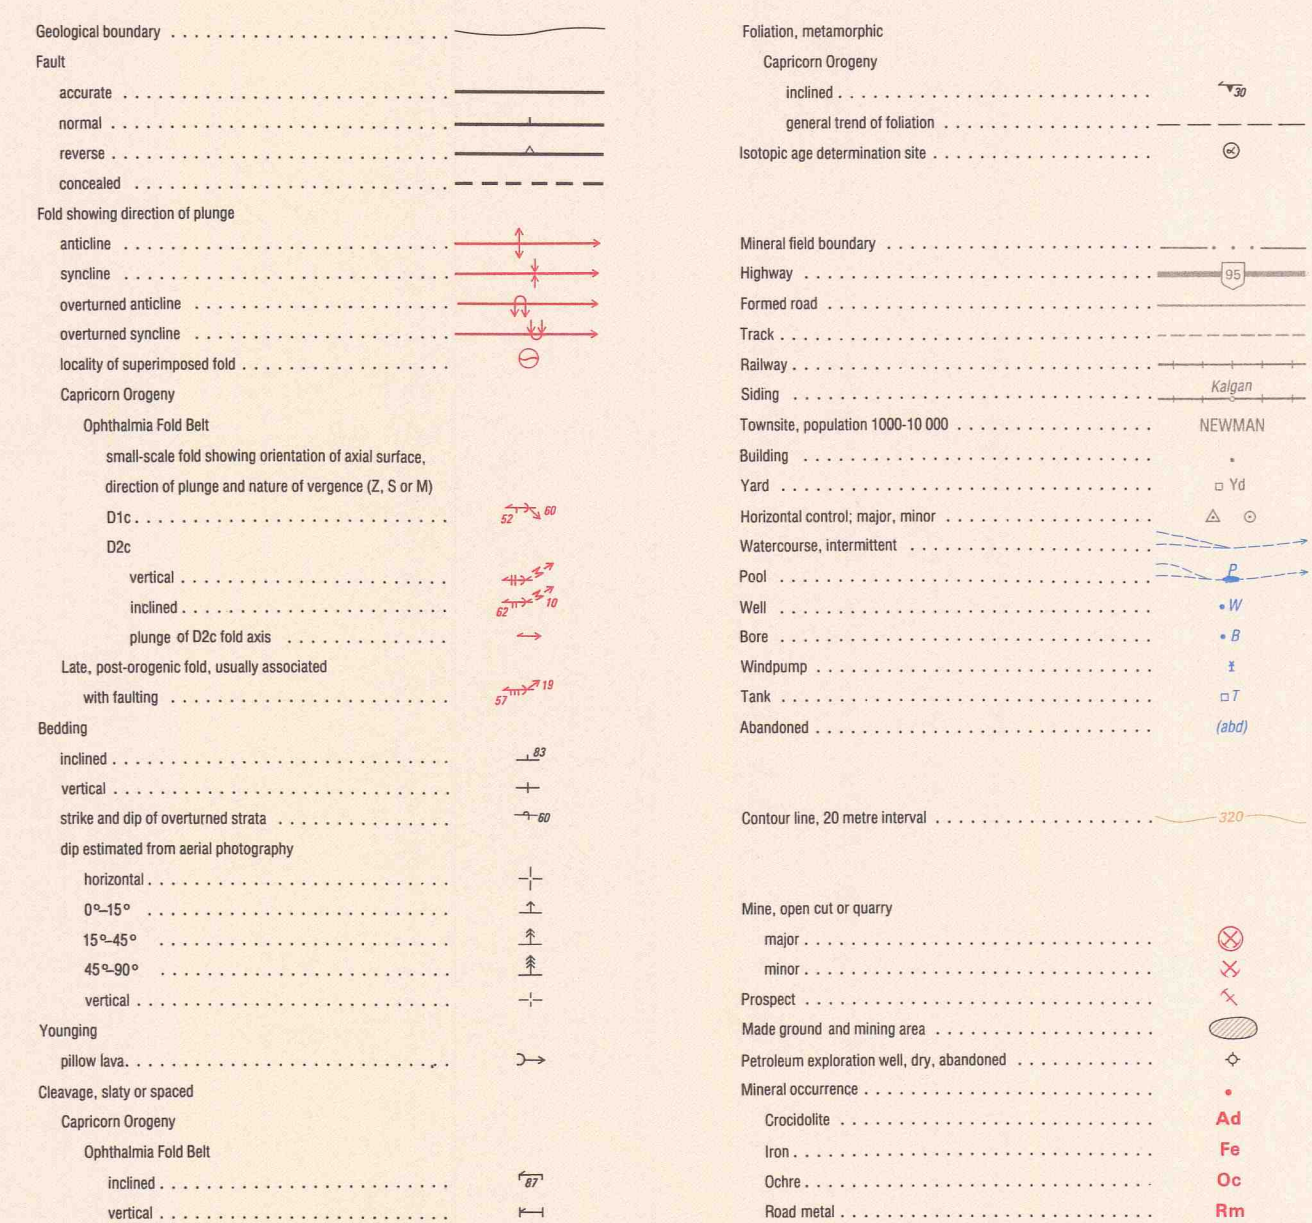 Geological boundary
Fault
accurate
normal
reverse
concealed
Fold showing direction of plunge
anticline
syncline
overturned anticline
overturned syncline
locality of superimposed fold
Capricorn Orogeny
Ophthalmia Fold Belt
small-scale fold showing orientation of axial surface,
direction of plunge and nature of vergence (Z, S or M)
D1c 52 60
D2c
vertical
inclined 62 10
plunge of D2c fold axis
Late, post-orogenic fold, usually associated
with faulting 57 19
Bedding
inclined 83
vertical
strike and dip of overturned strata 60
dip estimated from aerial photography
horizontal
0°–15°
15°–45°
45°–90°
vertical
Younging
pillow lava
Cleavage, slaty or spaced
Capricorn Orogeny
Ophthalmia Fold Belt
inclined 87
vertical
Foliation, metamorphic
Capricorn Orogeny
inclined 30
general trend of foliation
Isotopic age determination site
Mineral field boundary
Highway 95
Formed road
Track
Railway
Siding Kalgan
Townsite, population 1000-10 000 NEWMAN
Building
Yard Yd
Horizontal control; major, minor
Watercourse, intermittent
Pool P
Well W
Bore B
Windpump
Tank T
Abandoned (abd)
Contour line, 20 metre interval 320
Mine, open cut or quarry
major
minor
Prospect
Made ground and mining area
Petroleum exploration well, dry, abandoned
Mineral occurrence
Crocidolite Ad
Iron Fe
Ochre Oc
Road metal Rm